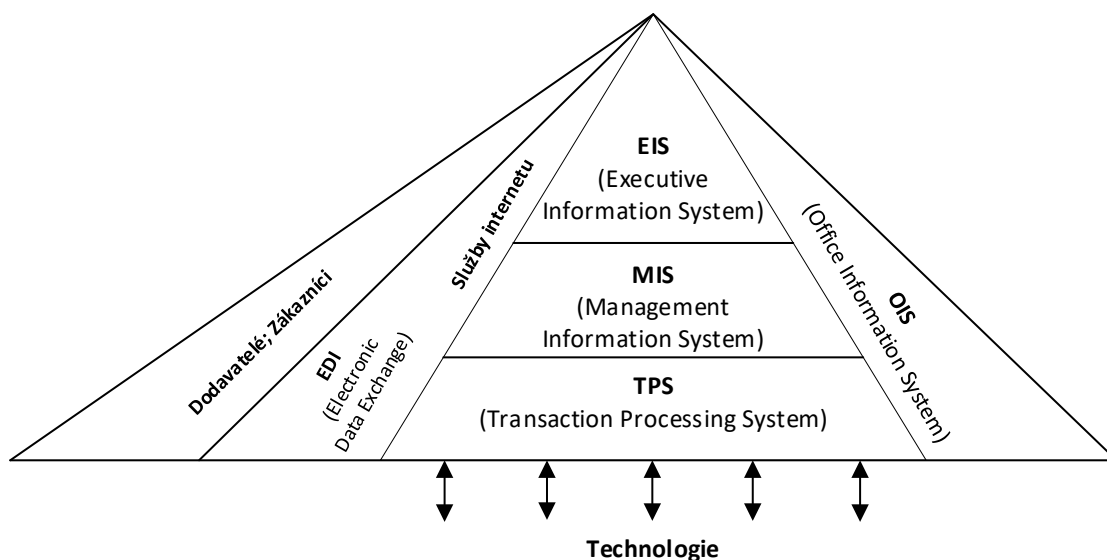 EIS
(Executive
Information System)
MIS
(Management
Information System)
TPS
(Transaction Processing System)
Dodavatelé; Zákazníci
EDI
(Electronic
Data Exchange)
Služby internetu
OIS
(Office Information System)
Technologie